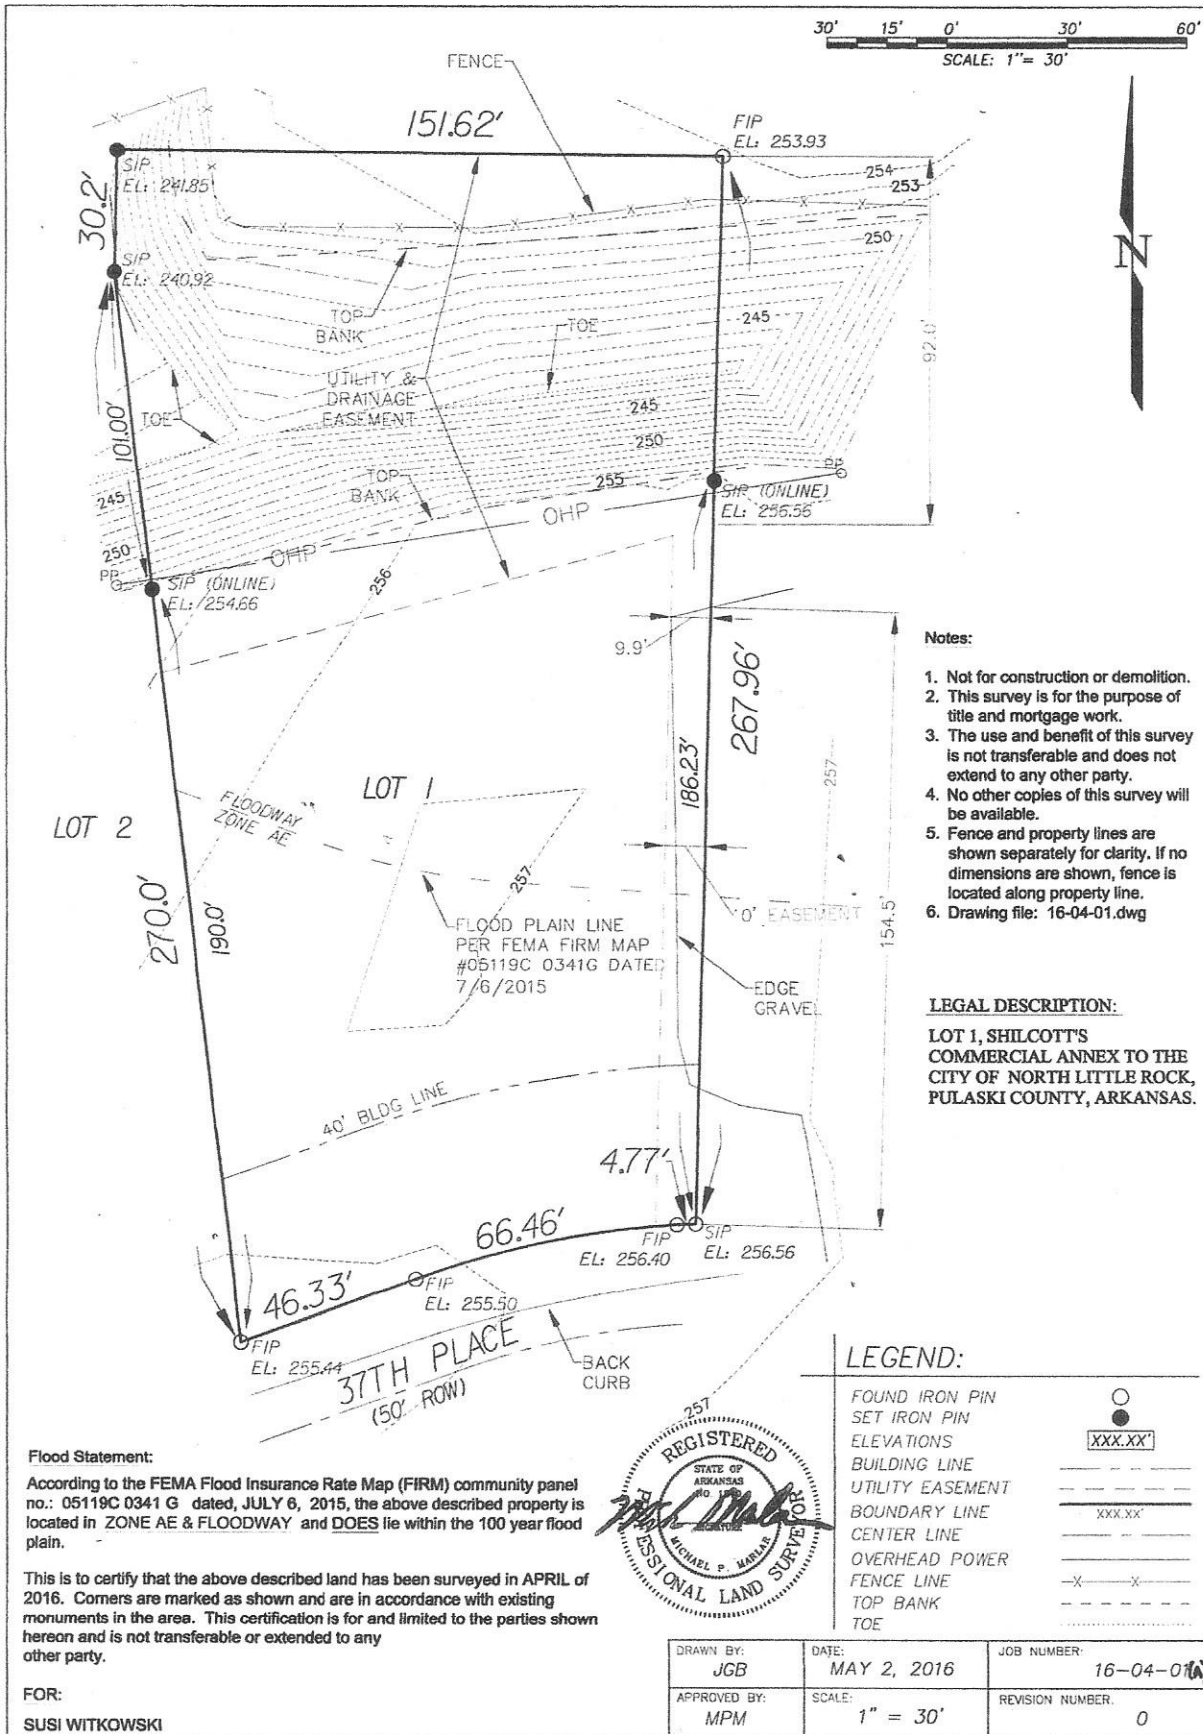 30' 15' 0' 30' 60'
SCALE: 1"= 30'
FENCE
151.62'
FIP
EL: 253.93
SIP
EL: 241.85
30.2'
254
253
250
N
SIP
EL: 240.92
TOP
BANK
TOE
245
92.0'
UTILITY &
DRAINAGE
EASEMENT
TOE
101.00'
245
250
TOP
BANK
255
PP
245
SIP (ONLINE)
EL: 256.56
OHP
250
OHP
PP
SIP (ONLINE)
EL: 254.66
256
9.9'
267.96'
Notes:
1. Not for construction or demolition.
2. This survey is for the purpose of
title and mortgage work.
3. The use and benefit of this survey
is not transferable and does not
extend to any other party.
4. No other copies of this survey will
be available.
5. Fence and property lines are
shown separately for clarity. If no
dimensions are shown, fence is
located along property line.
6. Drawing file: 16-04-01.dwg
186.23'
257
LOT 1
FLOODWAY
ZONE AE
LOT 2
257
270.0'
190.0'
0' EASEMENT
154.5'
FLOOD PLAIN LINE
PER FEMA FIRM MAP
#05119C 0341G DATED
7/6/2015
EDGE
GRAVEL
LEGAL DESCRIPTION:
LOT 1, SHILCOTT'S
COMMERCIAL ANNEX TO THE
CITY OF NORTH LITTLE ROCK,
PULASKI COUNTY, ARKANSAS.
40' BLDG LINE
4.77'
66.46'
FIP
EL: 256.40
SIP
EL: 256.56
46.33'
FIP
EL: 255.50
FIP
EL: 255.44
37TH PLACE
(50' ROW)
BACK
CURB
257
LEGEND:
FOUND IRON PIN
SET IRON PIN
ELEVATIONS XXX.XX'
BUILDING LINE
UTILITY EASEMENT
BOUNDARY LINE XXX.XX'
CENTER LINE
OVERHEAD POWER
FENCE LINE
TOP BANK
TOE
REGISTERED
STATE OF
ARKANSAS
SIGNATURE
MICHAEL P. MARLAR
PROFESSIONAL LAND SURVEYOR
Flood Statement:
According to the FEMA Flood Insurance Rate Map (FIRM) community panel
no.: 05119C 0341 G dated, JULY 6, 2015, the above described property is
located in ZONE AE & FLOODWAY and DOES lie within the 100 year flood
plain.
This is to certify that the above described land has been surveyed in APRIL of
2016. Corners are marked as shown and are in accordance with existing
monuments in the area. This certification is for and limited to the parties shown
hereon and is not transferable or extended to any
other party.
FOR:
SUSI WITKOWSKI
DRAWN BY:
JGB
DATE:
MAY 2, 2016
JOB NUMBER:
16-04-01(A)
APPROVED BY:
MPM
SCALE:
1" = 30'
REVISION NUMBER.
0